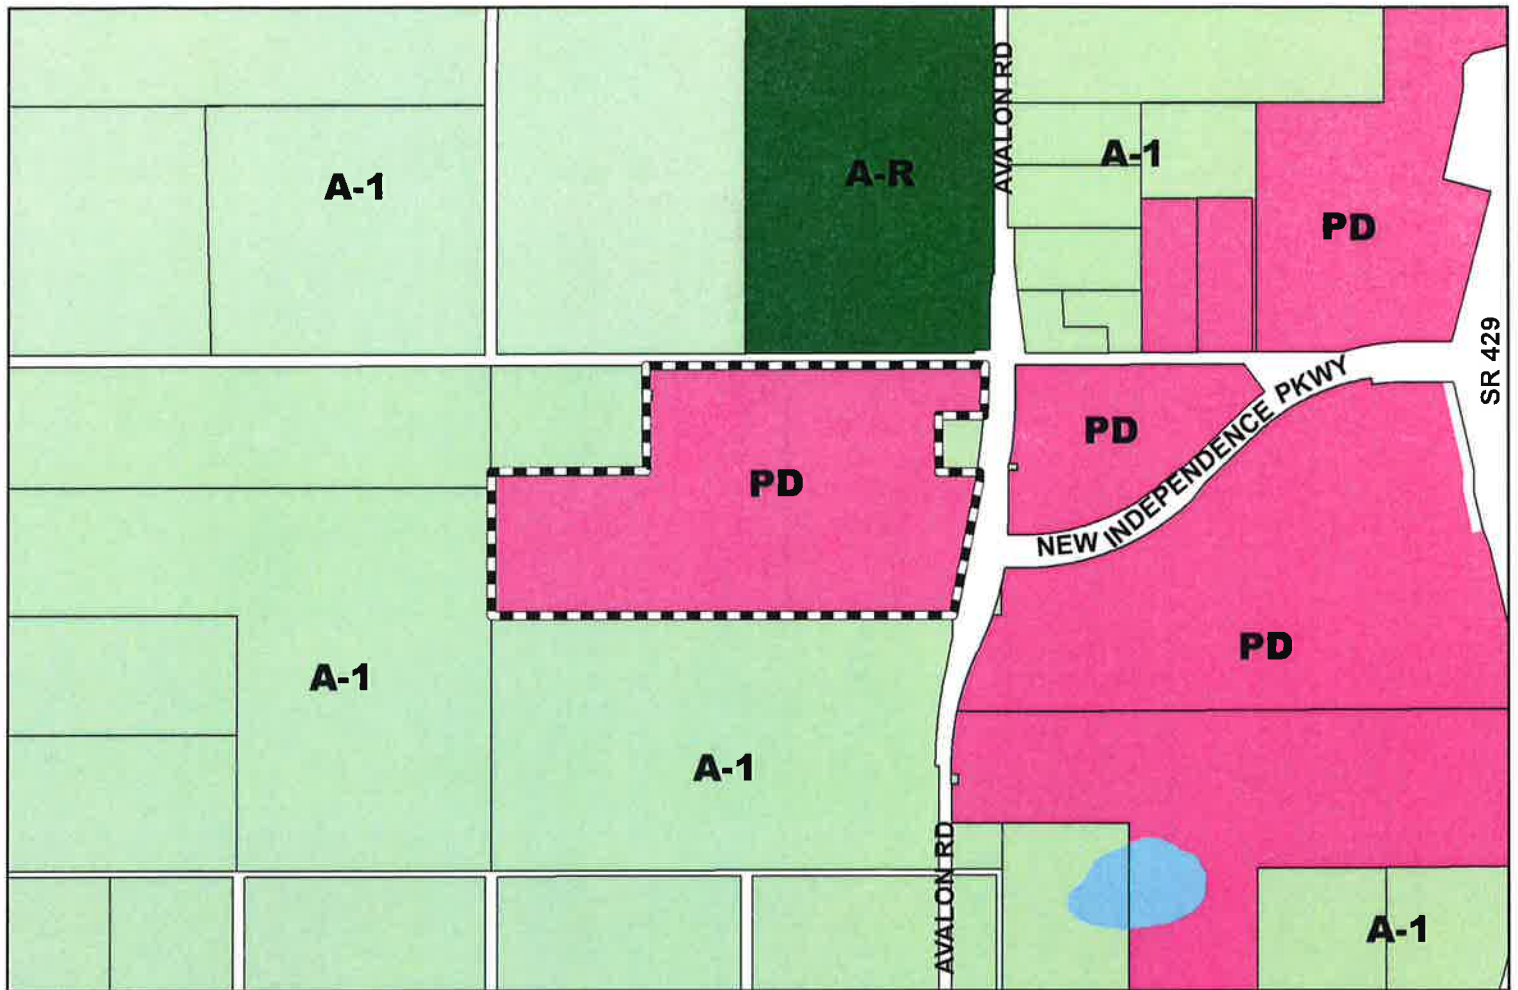 AVALON RD
A-1
A-R
A-1
PD
SR 429
NEW INDEPENDENCE PKWY
PD
PD
PD
A-1
A-1
AVALON RD
A-1